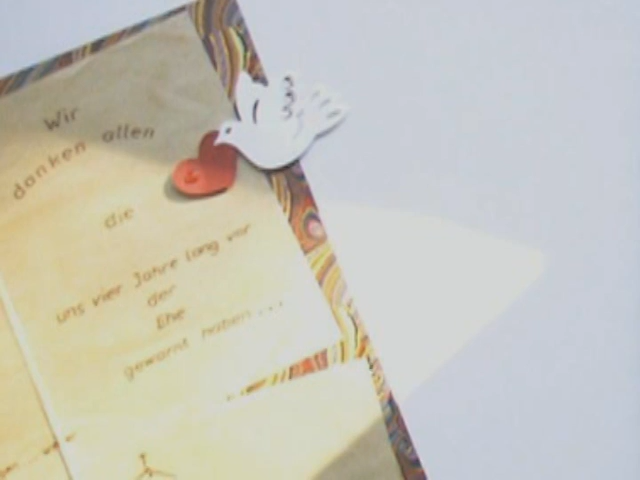 Wir
danken allen
die
uns vier Jahre lang vor
der
Ehe
gewarnt haben...